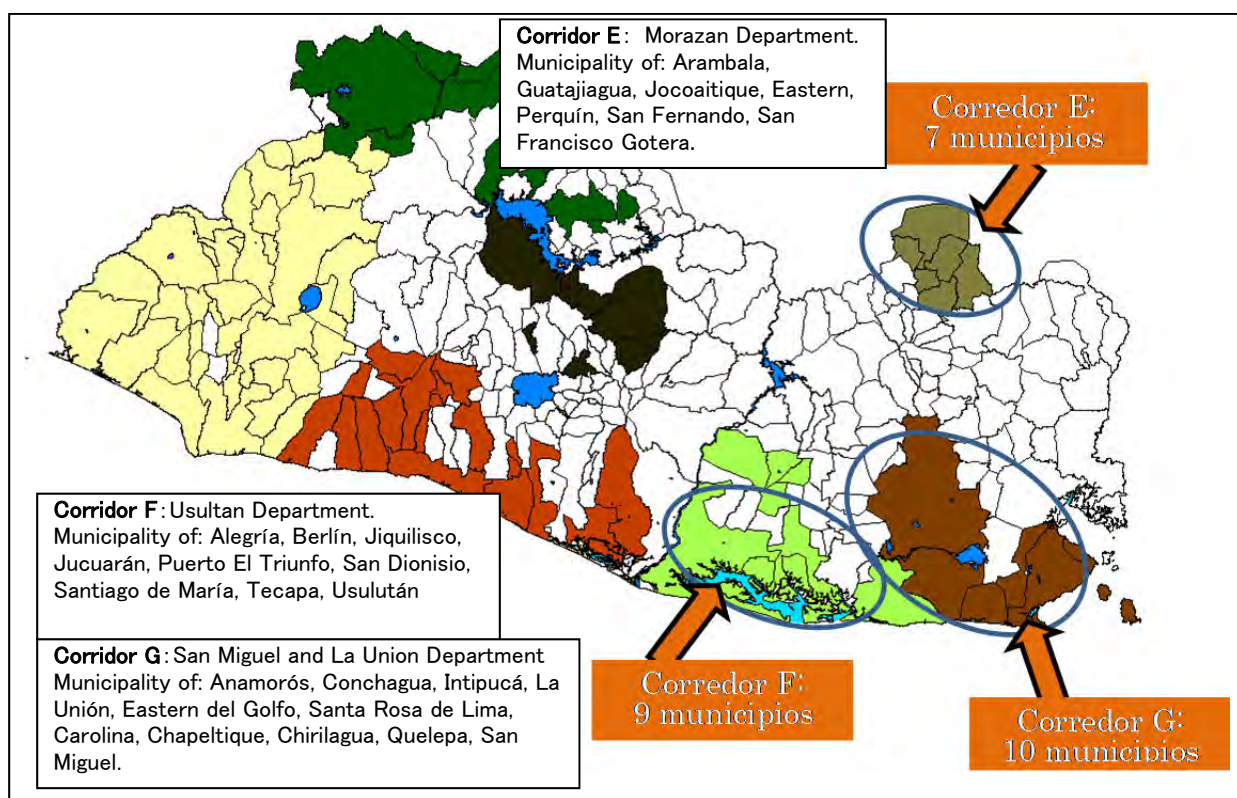 Corridor E： Morazan Department.
Municipality of: Arambala,
Guatajiagua, Jocoaitique, Eastern,
Perquín, San Fernando, San
Francisco Gotera.
Corredor E:
7 municipios
Corridor F：Usultan Department.
Municipality of: Alegría, Berlín, Jiquilisco,
Jucuarán, Puerto El Triunfo, San Dionisio,
Santiago de María, Tecapa, Usulután
Corridor G：San Miguel and La Union Department
Municipality of: Anamorós, Conchagua, Intipucá, La
Unión, Eastern del Golfo, Santa Rosa de Lima,
Carolina, Chapeltique, Chirilagua, Quelepa, San
Miguel.
Corredor F:
9 municipios
Corredor G:
10 municipios